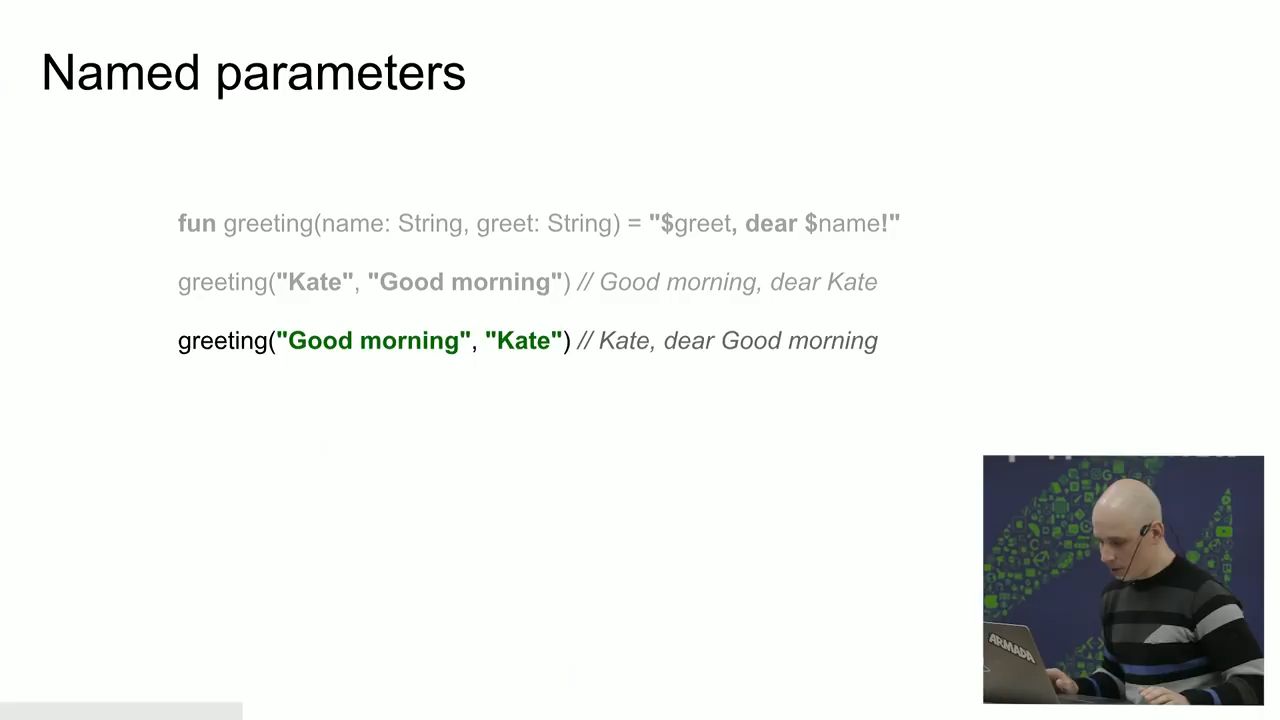 Named parameters
fun greeting(name: String, greet: String) = "$greet, dear $name!"
greeting("Kate", "Good morning") // Good morning, dear Kate
greeting("Good morning", "Kate") // Kate, dear Good morning
ARMADA